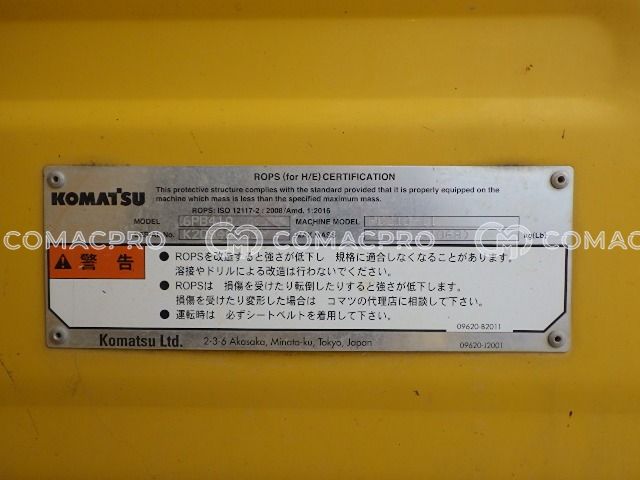 ROPS (for H/E) CERTIFICATION
KOMATSU
This protective structure complies with the standard provided that it is properly equipped on the
machine which mass is less than the specified maximum mass.
ROPS: ISO 12117-2 : 2008/Amd. 1:2016
MODEL MACHINE MODEL
No. kg(Lb)
COMACPRO COMACPRO COMACPRO
警告
● ROPSを改造すると強さが低下し 規格に適合しなくなることがあります。
溶接やドリルによる改造は行わないでください。
● ROPSは 損傷を受けたり転倒したりすると強さが低下します。
損傷を受けたり変形した場合は コマツの代理店に相談して下さい。
● 運転時は 必ずシートベルトを着用して下さい。
09620-B2011
Komatsu Ltd. 2-3-6 Akasaka, Minata-ku, Tokyo, Japan
09620-J2001